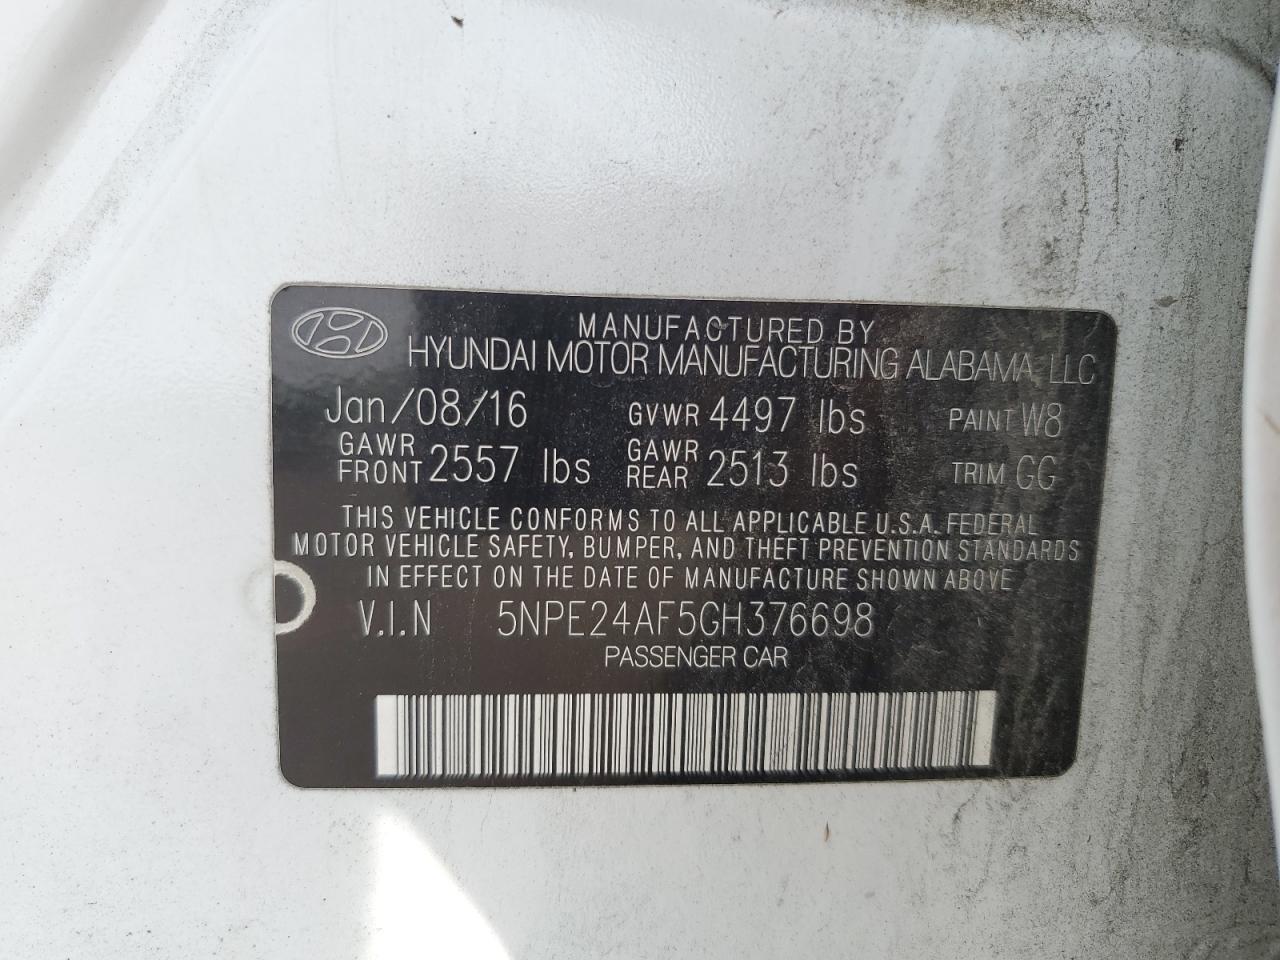 MANUFACTURED BY
HYUNDAI MOTOR MANUFACTURING ALABAMA, LLC
Jan/08/16 GVWR 4497 lbs PAINT W8
GAWR FRONT 2557 lbs GAWR REAR 2513 lbs TRIM GG
THIS VEHICLE CONFORMS TO ALL APPLICABLE U.S.A. FEDERAL
MOTOR VEHICLE SAFETY, BUMPER, AND THEFT PREVENTION STANDARDS
IN EFFECT ON THE DATE OF MANUFACTURE SHOWN ABOVE
V.I.N 5NPE24AF5GH376698
PASSENGER CAR